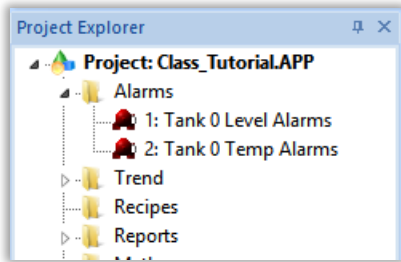 Project Explorer
Project: Class_Tutorial.APP
Alarms
1: Tank 0 Level Alarms
2: Tank 0 Temp Alarms
Trend
Recipes
Reports